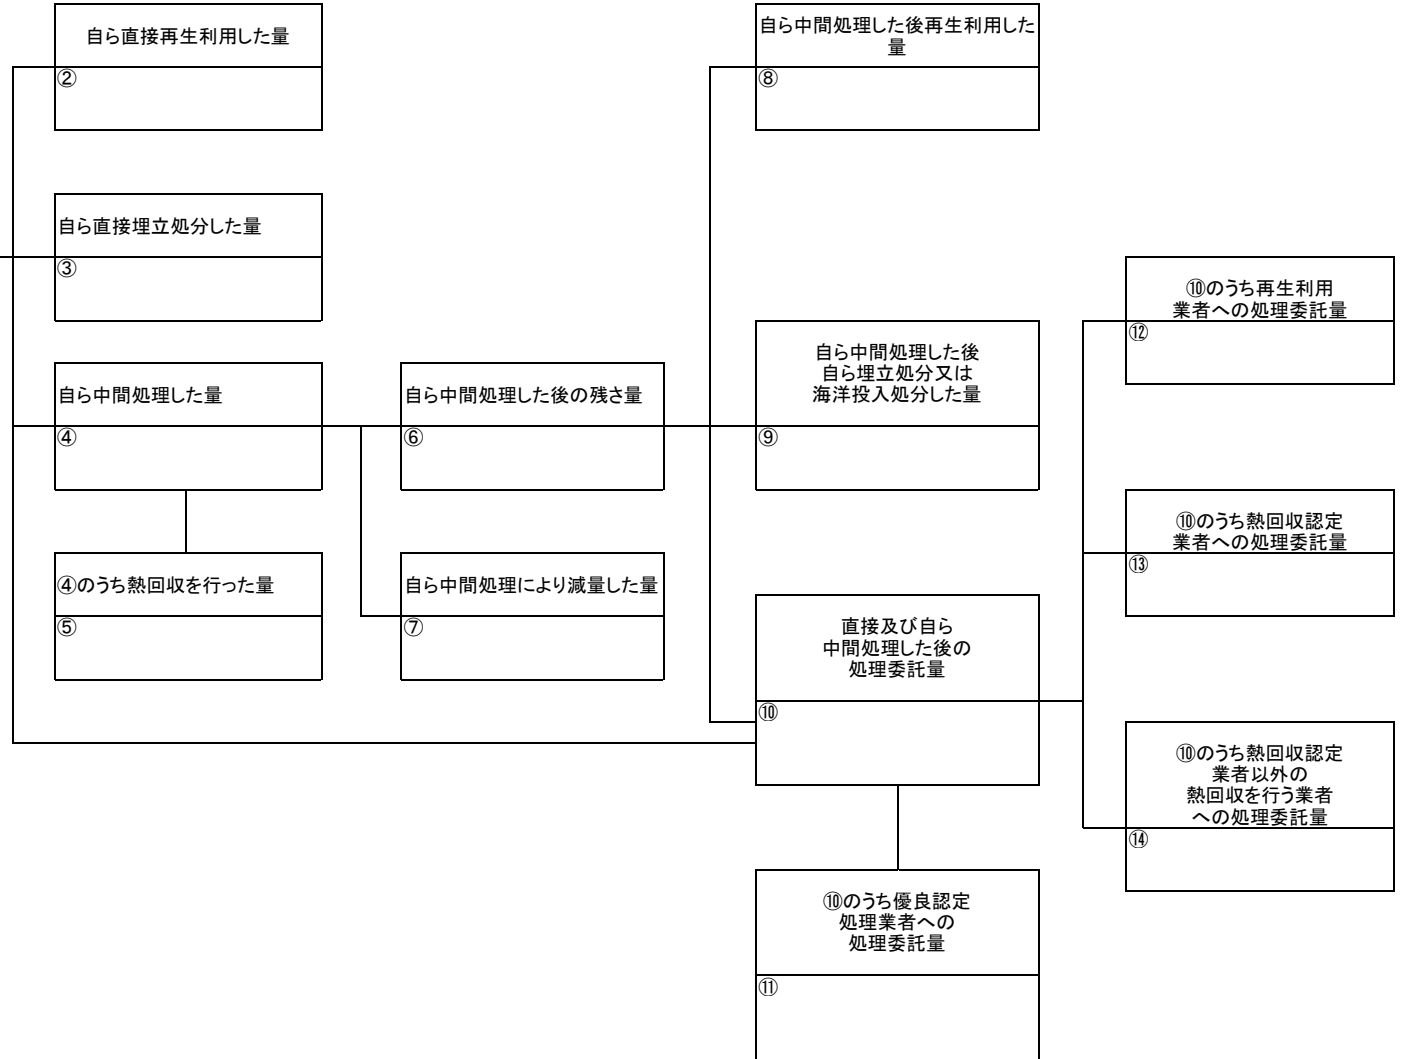 自ら直接再生利用した量
②
自ら直接埋立処分した量
③
自ら中間処理した量
④
④のうち熱回収を行った量
⑤
自ら中間処理した後の残さ量
⑥
自ら中間処理により減量した量
⑦
自ら中間処理した後再生利用した
量
⑧
自ら中間処理した後
自ら埋立処分又は
海洋投入処分した量
⑨
直接及び自ら
中間処理した後の
処理委託量
⑩
⑩のうち優良認定
処理業者への
処理委託量
⑪
⑩のうち再生利用
業者への処理委託量
⑫
⑩のうち熱回収認定
業者への処理委託量
⑬
⑩のうち熱回収認定
業者以外の
熱回収を行う業者
への処理委託量
⑭